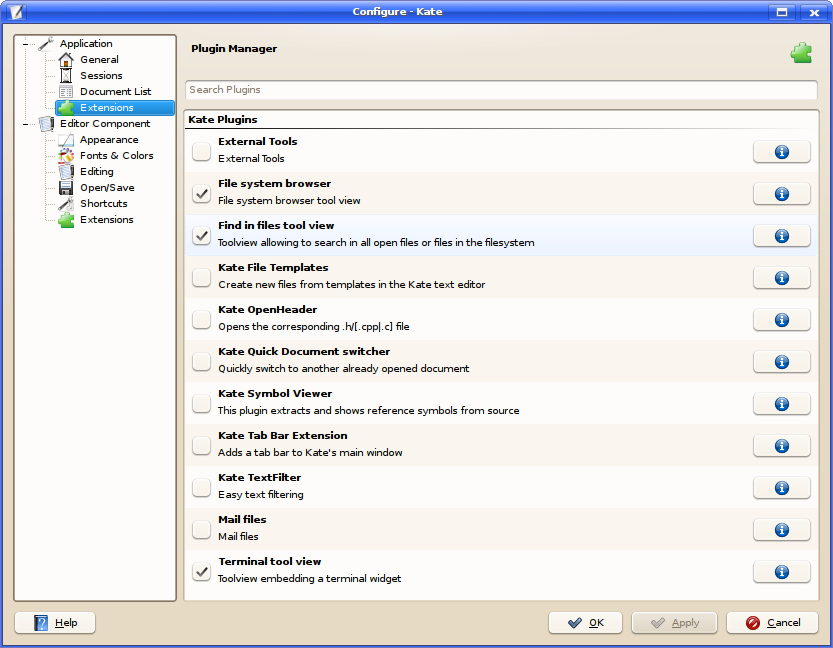 Configure - Kate
Application
General
Sessions
Document List
Extensions
Editor Component
Appearance
Fonts & Colors
Editing
Open/Save
Shortcuts
Extensions
Plugin Manager
Search Plugins
Kate Plugins
External Tools
External Tools
File system browser
File system browser tool view
Find in files tool view
Toolview allowing to search in all open files or files in the filesystem
Kate File Templates
Create new files from templates in the Kate text editor
Kate OpenHeader
Opens the corresponding .h/[.cpp|.c] file
Kate Quick Document switcher
Quickly switch to another already opened document
Kate Symbol Viewer
This plugin extracts and shows reference symbols from source
Kate Tab Bar Extension
Adds a tab bar to Kate's main window
Kate TextFilter
Easy text filtering
Mail files
Mail files
Terminal tool view
Toolview embedding a terminal widget
Help
OK
Apply
Cancel